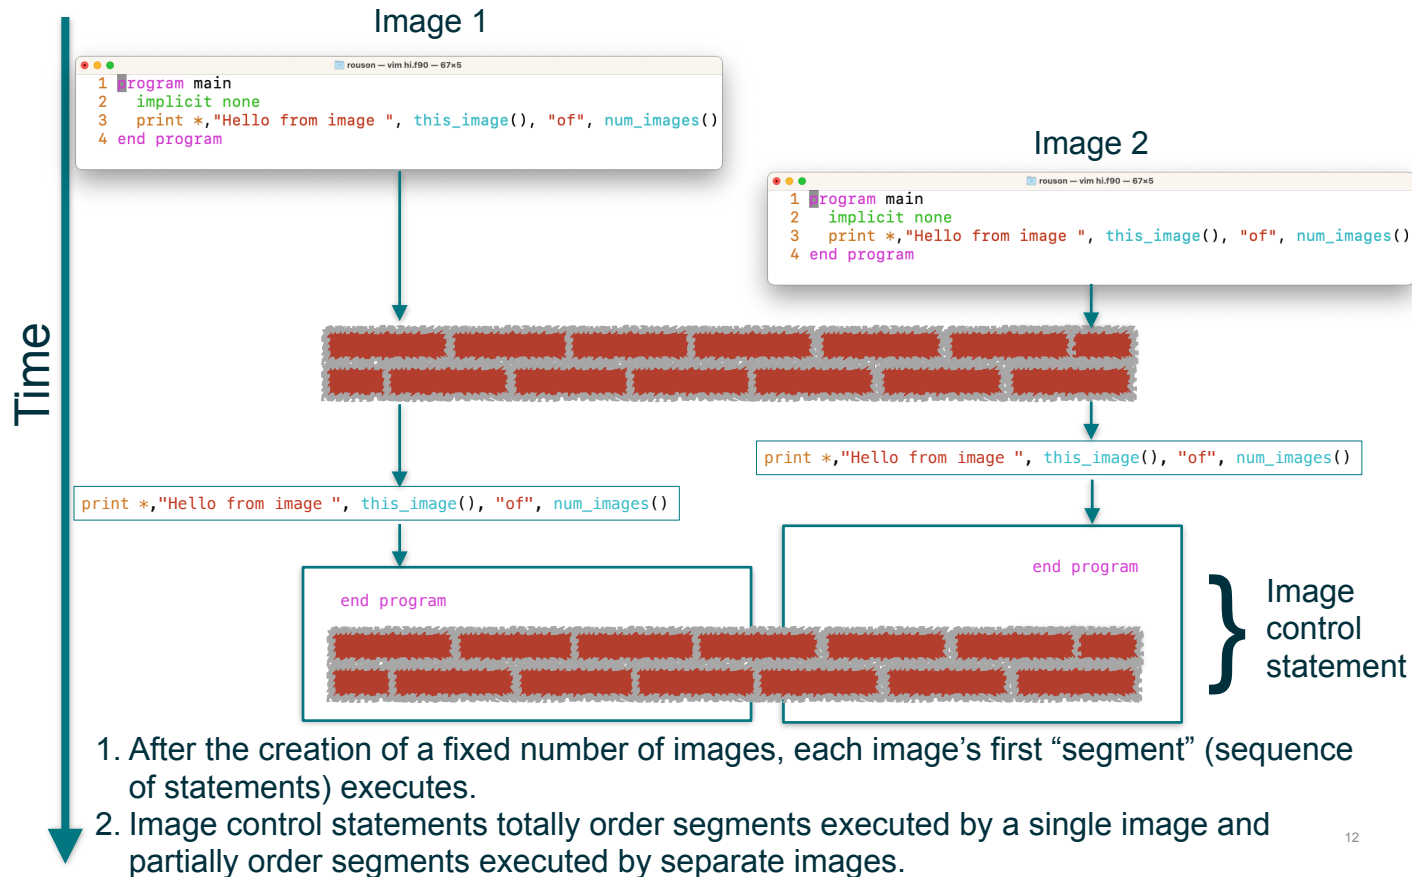 Image 1
rouson — vim hi.f90 — 67×5
1 program main
2   implicit none
3   print *,"Hello from image ", this_image(), "of", num_images()
4 end program
Image 2
rouson — vim hi.f90 — 67×5
1 program main
2   implicit none
3   print *,"Hello from image ", this_image(), "of", num_images()
4 end program
Time
print *,"Hello from image ", this_image(), "of", num_images()
print *,"Hello from image ", this_image(), "of", num_images()
end program
end program
Image
control
statement
1. After the creation of a fixed number of images, each image’s first “segment” (sequence
of statements) executes.
2. Image control statements totally order segments executed by a single image and
partially order segments executed by separate images.
12